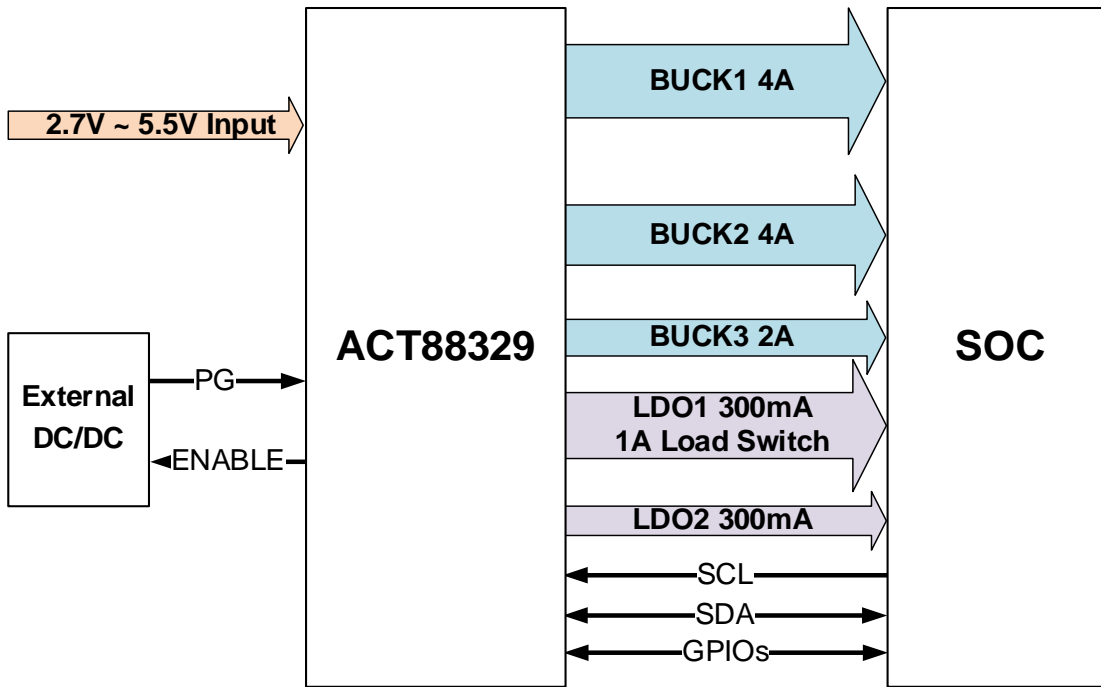 2.7V ~ 5.5V Input
External
DC/DC
PG
ENABLE
ACT88329
BUCK1 4A
BUCK2 4A
BUCK3 2A
LDO1 300mA
1A Load Switch
LDO2 300mA
SCL
SDA
GPIOs
SOC